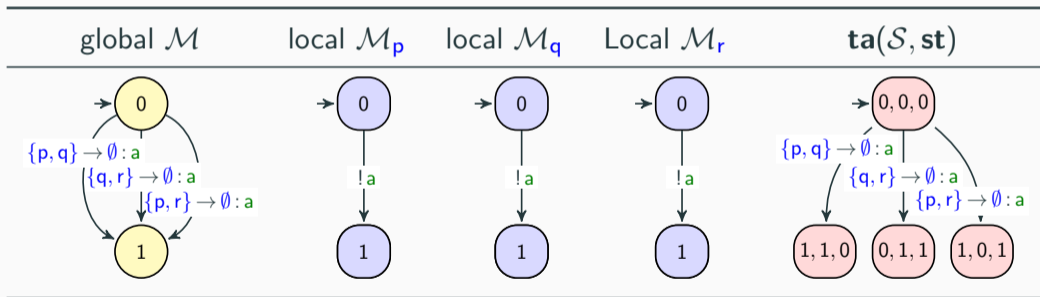 global ℳ local ℳp local ℳq Local ℳr ta(𝒮, st)
0 0 0 0 0, 0, 0
{p, q} → ∅ : a
{q, r} → ∅ : a
{p, r} → ∅ : a
!a !a !a
{p, q} → ∅ : a
{q, r} → ∅ : a
{p, r} → ∅ : a
1 1 1 1 1, 1, 0 0, 1, 1 1, 0, 1